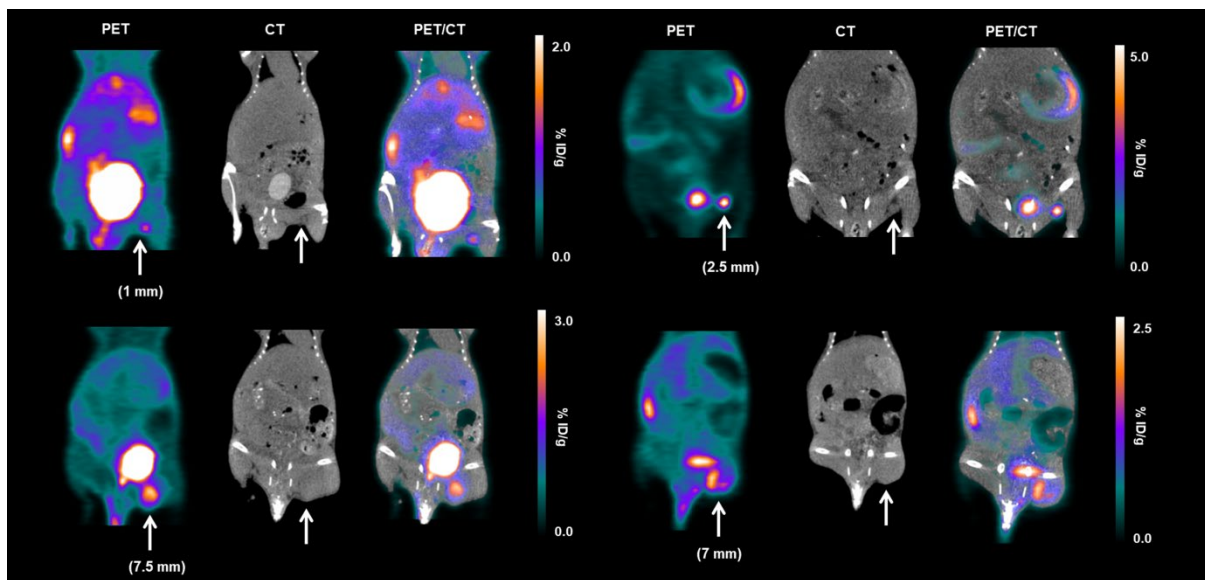 PET CT PET/CT PET CT PET/CT
2.0 5.0
% ID/g % ID/g
0.0 0.0
(1 mm) (2.5 mm)
3.0 2.5
% ID/g % ID/g
0.0 0.0
(7.5 mm) (7 mm)